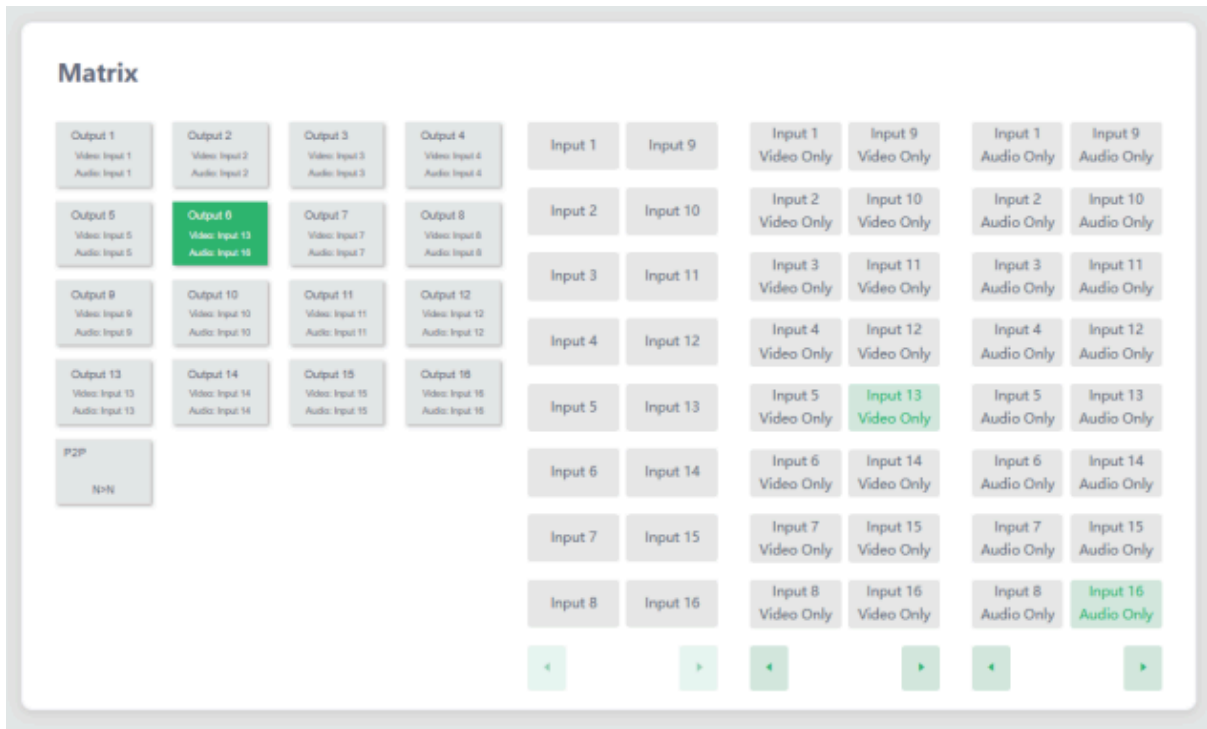 Matrix
Output 1
Video: Input 1
Audio: Input 1
Output 2
Video: Input 2
Audio: Input 2
Output 3
Video: Input 3
Audio: Input 3
Output 4
Video: Input 4
Audio: Input 4
Output 5
Video: Input 5
Audio: Input 5
Output 6
Video: Input 13
Audio: Input 16
Output 7
Video: Input 7
Audio: Input 7
Output 8
Video: Input 8
Audio: Input 8
Output 9
Video: Input 9
Audio: Input 9
Output 10
Video: Input 10
Audio: Input 10
Output 11
Video: Input 11
Audio: Input 11
Output 12
Video: Input 12
Audio: Input 12
Output 13
Video: Input 13
Audio: Input 13
Output 14
Video: Input 14
Audio: Input 14
Output 15
Video: Input 15
Audio: Input 15
Output 16
Video: Input 16
Audio: Input 16
P2P
N>N
Input 1
Input 9
Input 2
Input 10
Input 3
Input 11
Input 4
Input 12
Input 5
Input 13
Input 6
Input 14
Input 7
Input 15
Input 8
Input 16
Input 1
Video Only
Input 9
Video Only
Input 2
Video Only
Input 10
Video Only
Input 3
Video Only
Input 11
Video Only
Input 4
Video Only
Input 12
Video Only
Input 5
Video Only
Input 13
Video Only
Input 6
Video Only
Input 14
Video Only
Input 7
Video Only
Input 15
Video Only
Input 8
Video Only
Input 16
Video Only
Input 1
Audio Only
Input 9
Audio Only
Input 2
Audio Only
Input 10
Audio Only
Input 3
Audio Only
Input 11
Audio Only
Input 4
Audio Only
Input 12
Audio Only
Input 5
Audio Only
Input 13
Audio Only
Input 6
Audio Only
Input 14
Audio Only
Input 7
Audio Only
Input 15
Audio Only
Input 8
Audio Only
Input 16
Audio Only